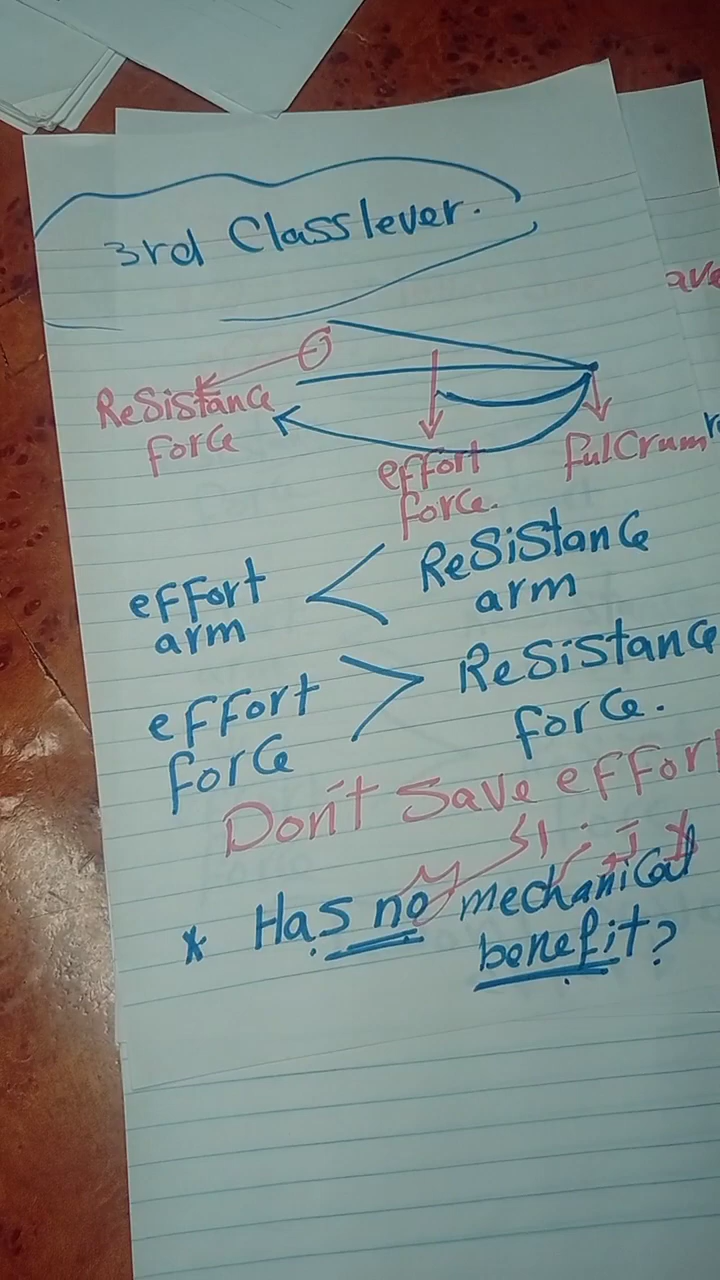 3rd Class lever.
ave
Resistance
force
effort
force.
fulcrum
effort
arm
<
Resistance
arm
effort
force
>
Resistance
force.
Don't save effort
* Has no mechanical
benefit?